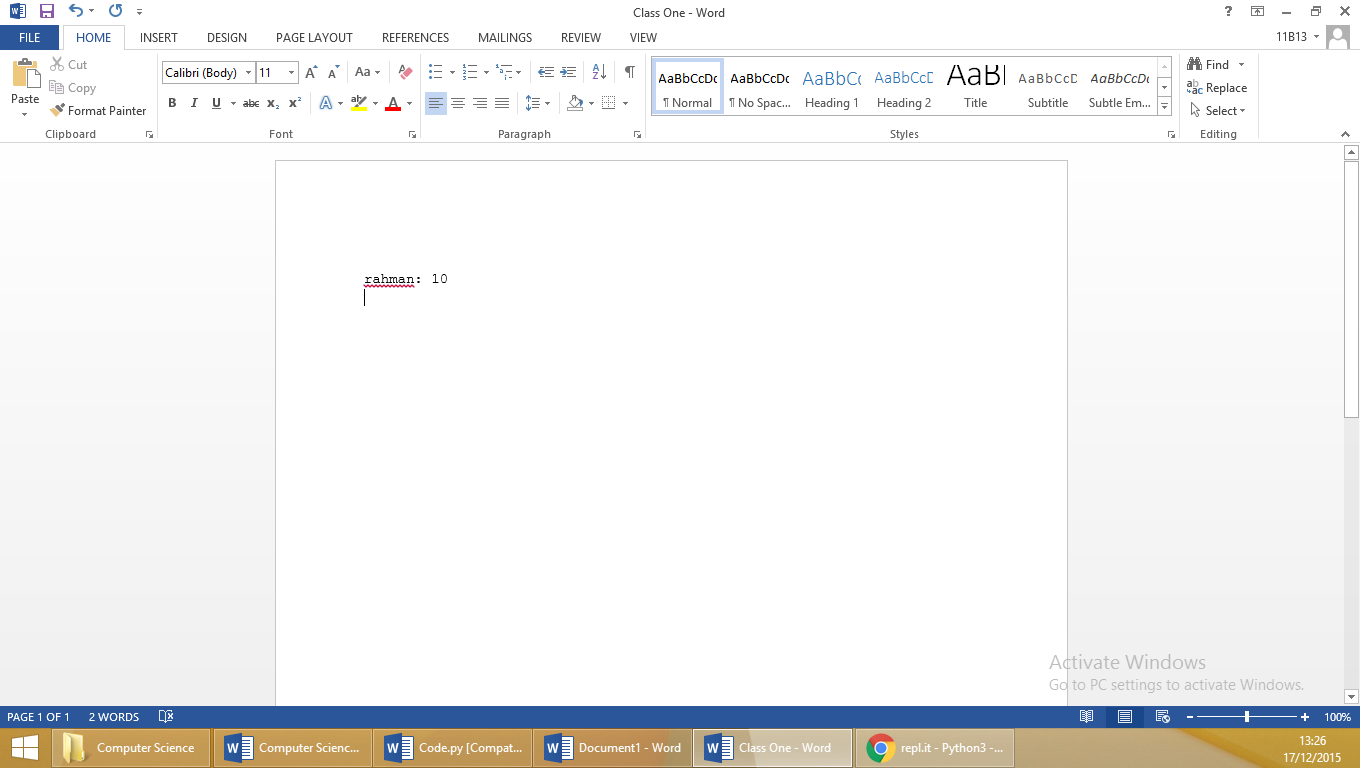 Class One - Word
FILE HOME INSERT DESIGN PAGE LAYOUT REFERENCES MAILINGS REVIEW VIEW 11B13
Paste
Cut
Copy
Format Painter
Clipboard
Calibri (Body) 11
Font
Paragraph
AaBbCcDc AaBbCcDc AaBbCc AaBbCcD AaBl AaBbCcD AaBbCcDc
¶ Normal ¶ No Spac... Heading 1 Heading 2 Title Subtitle Subtle Em...
Styles
Find
Replace
Select
Editing
rahman: 10
Activate Windows
Go to PC settings to activate Windows.
PAGE 1 OF 1 2 WORDS 100%
Computer Science Computer Scienc... Code.py [Compat... Document1 - Word Class One - Word repl.it - Python3 -...
13:26
17/12/2015